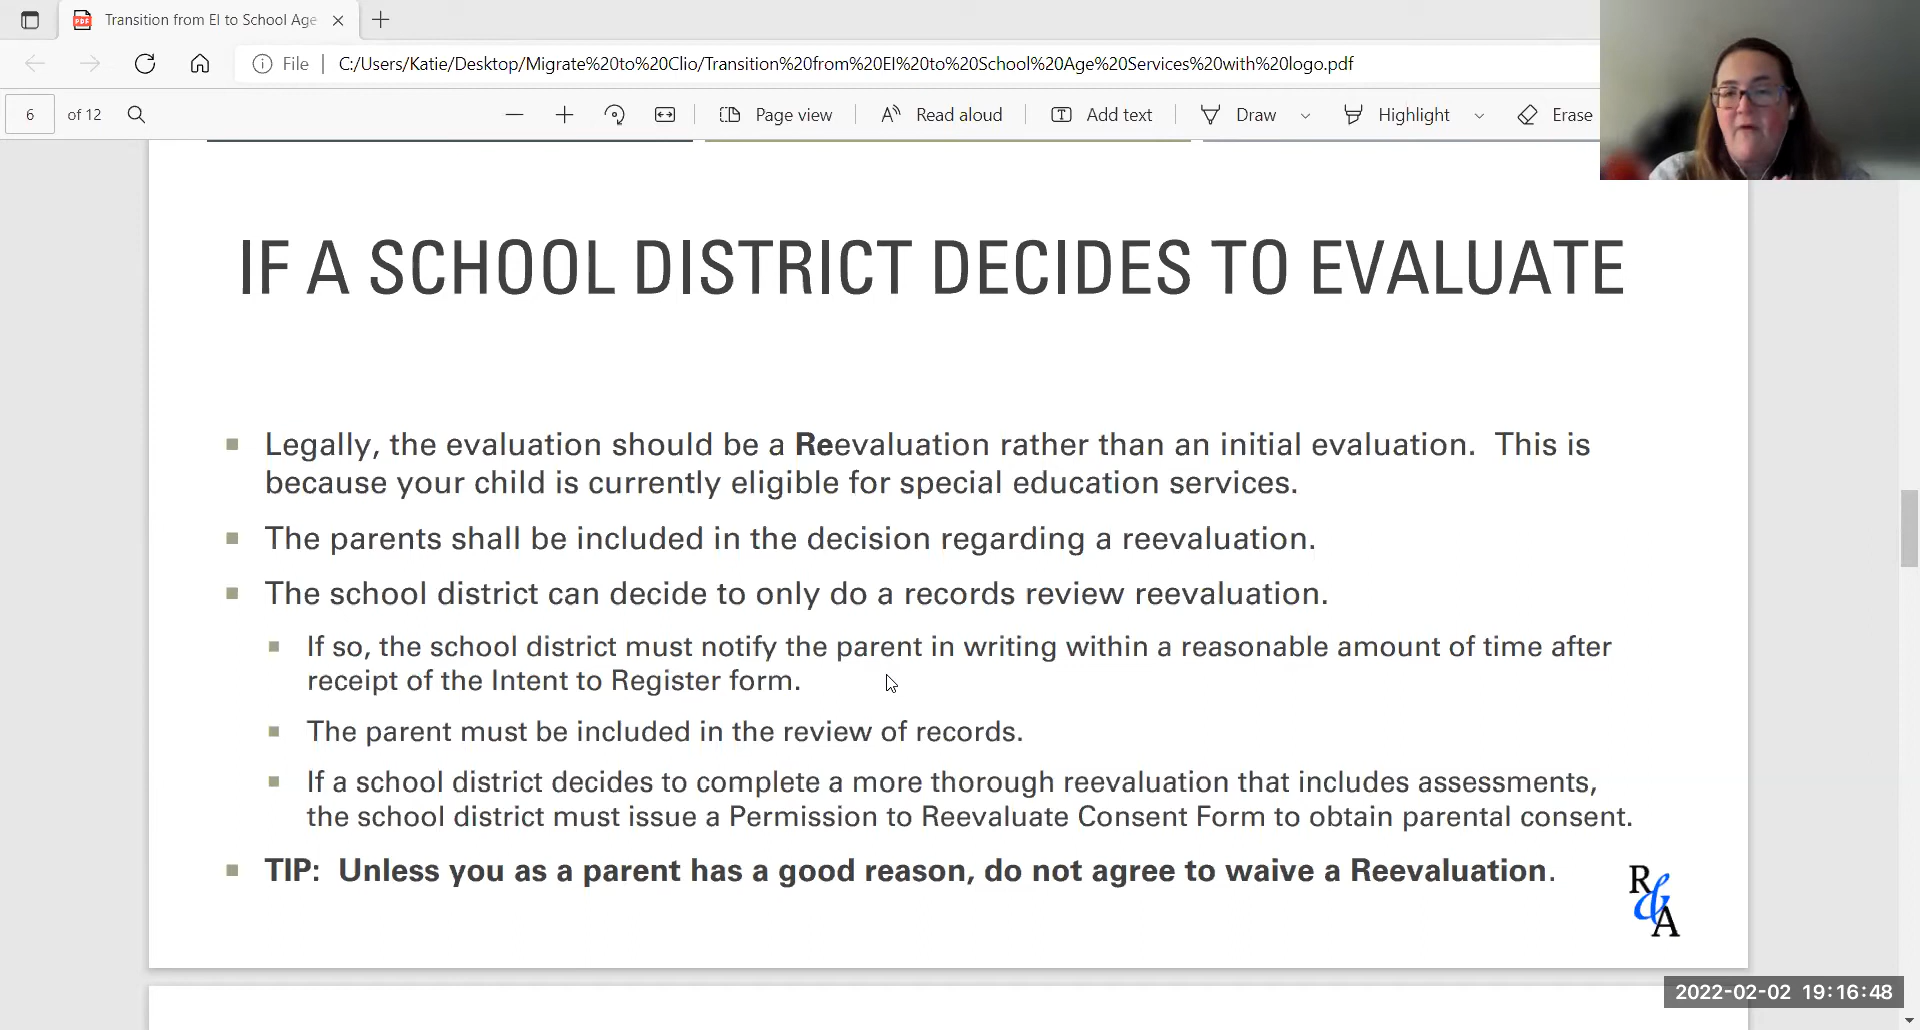 Transition from EI to School Age
File
C:/Users/Katie/Desktop/Migrate%20to%20Clio/Transition%20from%20EI%20to%20School%20Age%20Services%20with%20logo.pdf
6 of 12
Page view
Read aloud
Add text
Draw
Highlight
Erase
IF A SCHOOL DISTRICT DECIDES TO EVALUATE
Legally, the evaluation should be a Reevaluation rather than an initial evaluation. This is
because your child is currently eligible for special education services.
The parents shall be included in the decision regarding a reevaluation.
The school district can decide to only do a records review reevaluation.
If so, the school district must notify the parent in writing within a reasonable amount of time after
receipt of the Intent to Register form.
The parent must be included in the review of records.
If a school district decides to complete a more thorough reevaluation that includes assessments,
the school district must issue a Permission to Reevaluate Consent Form to obtain parental consent.
TIP: Unless you as a parent has a good reason, do not agree to waive a Reevaluation.
R&A
2022-02-02 19:16:48